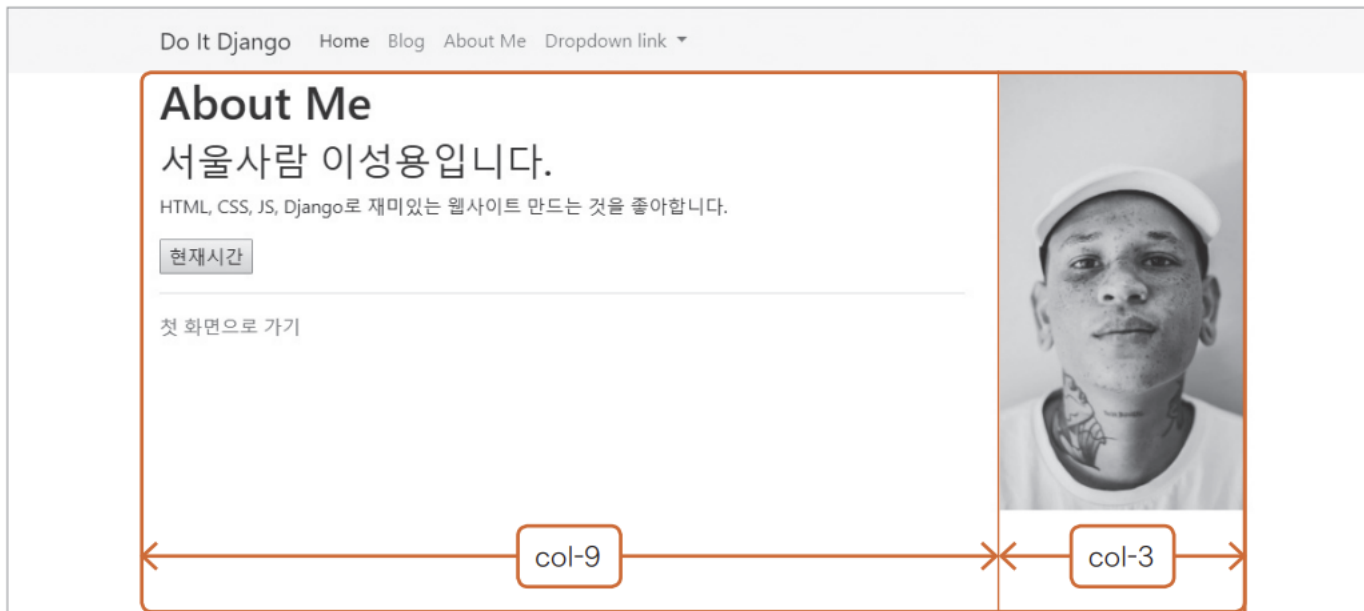 Do It Django Home Blog About Me Dropdown link
About Me
서울사람 이성용입니다.
HTML, CSS, JS, Django로 재미있는 웹사이트 만드는 것을 좋아합니다.
현재시간
첫 화면으로 가기
col-9
col-3